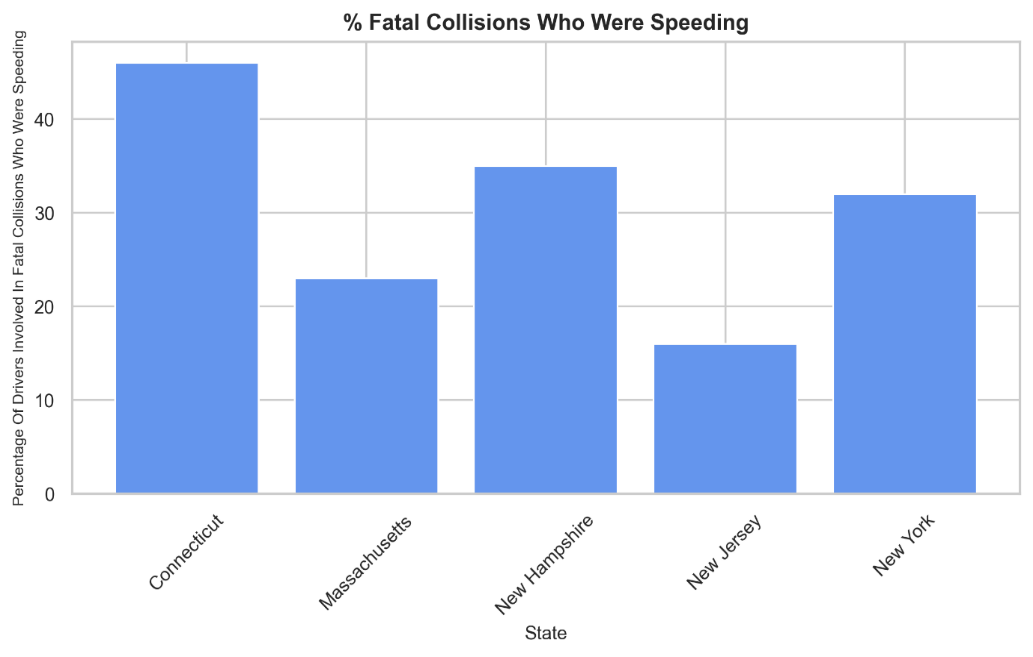 % Fatal Collisions Who Were Speeding
Percentage Of Drivers Involved In Fatal Collisions Who Were Speeding
40
30
20
10
0
Connecticut
Massachusetts
New Hampshire
New Jersey
New York
State